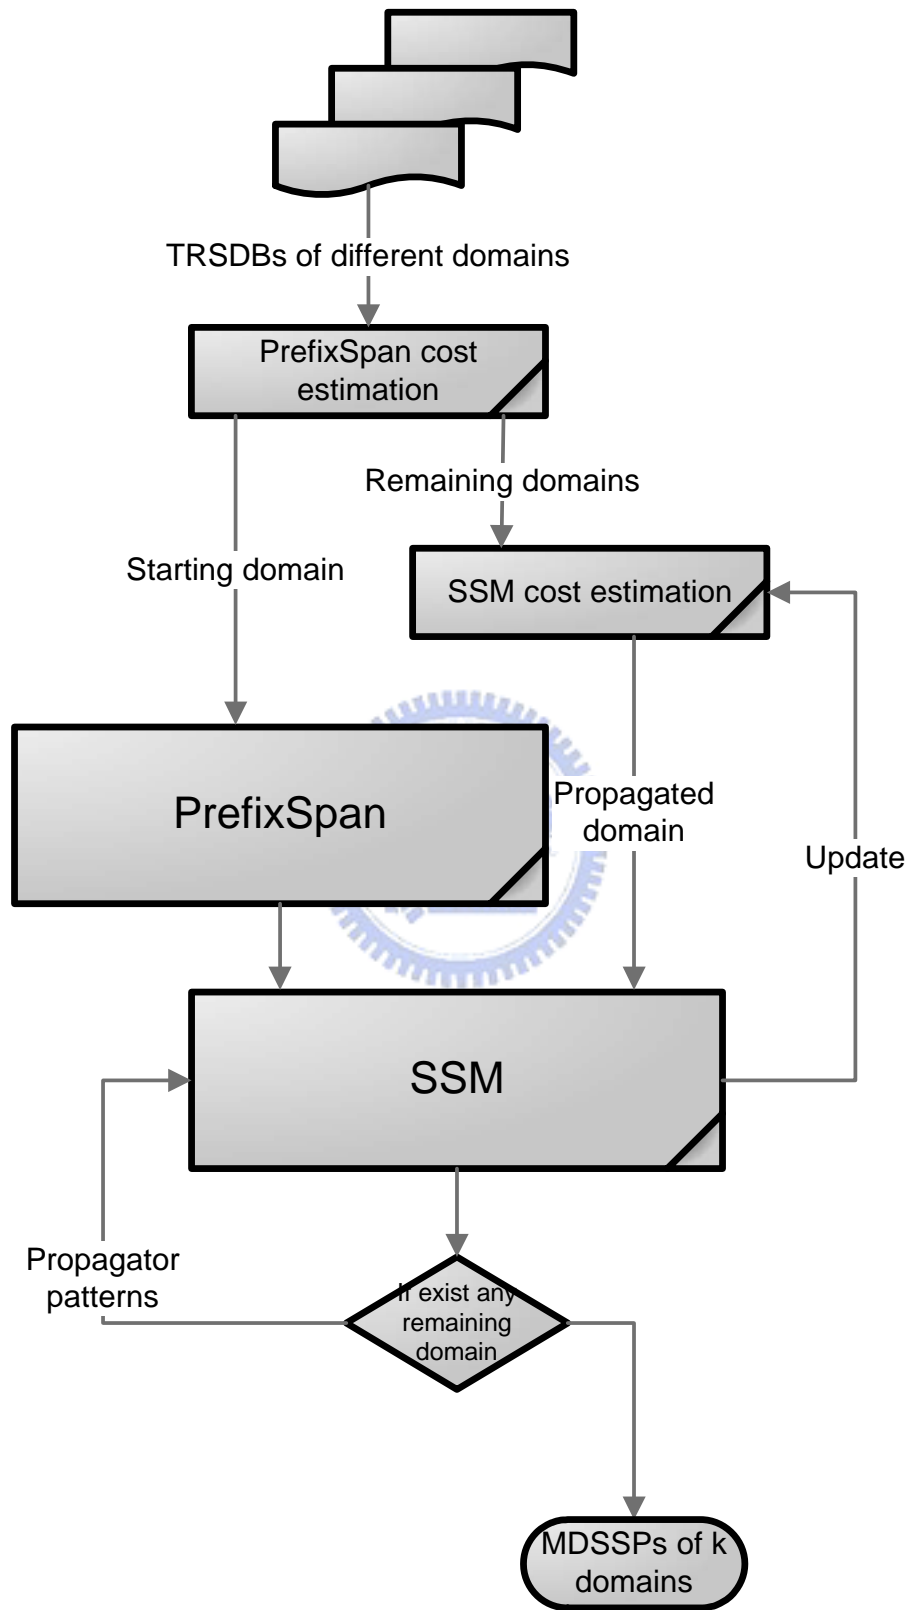 TRSDBs of different domains
PrefixSpan cost
estimation
Remaining domains
Starting domain
SSM cost estimation
PrefixSpan
Propagated
domain
Update
SSM
Propagator
patterns
If exist any
remaining
domain
MDSSPs of k
domains